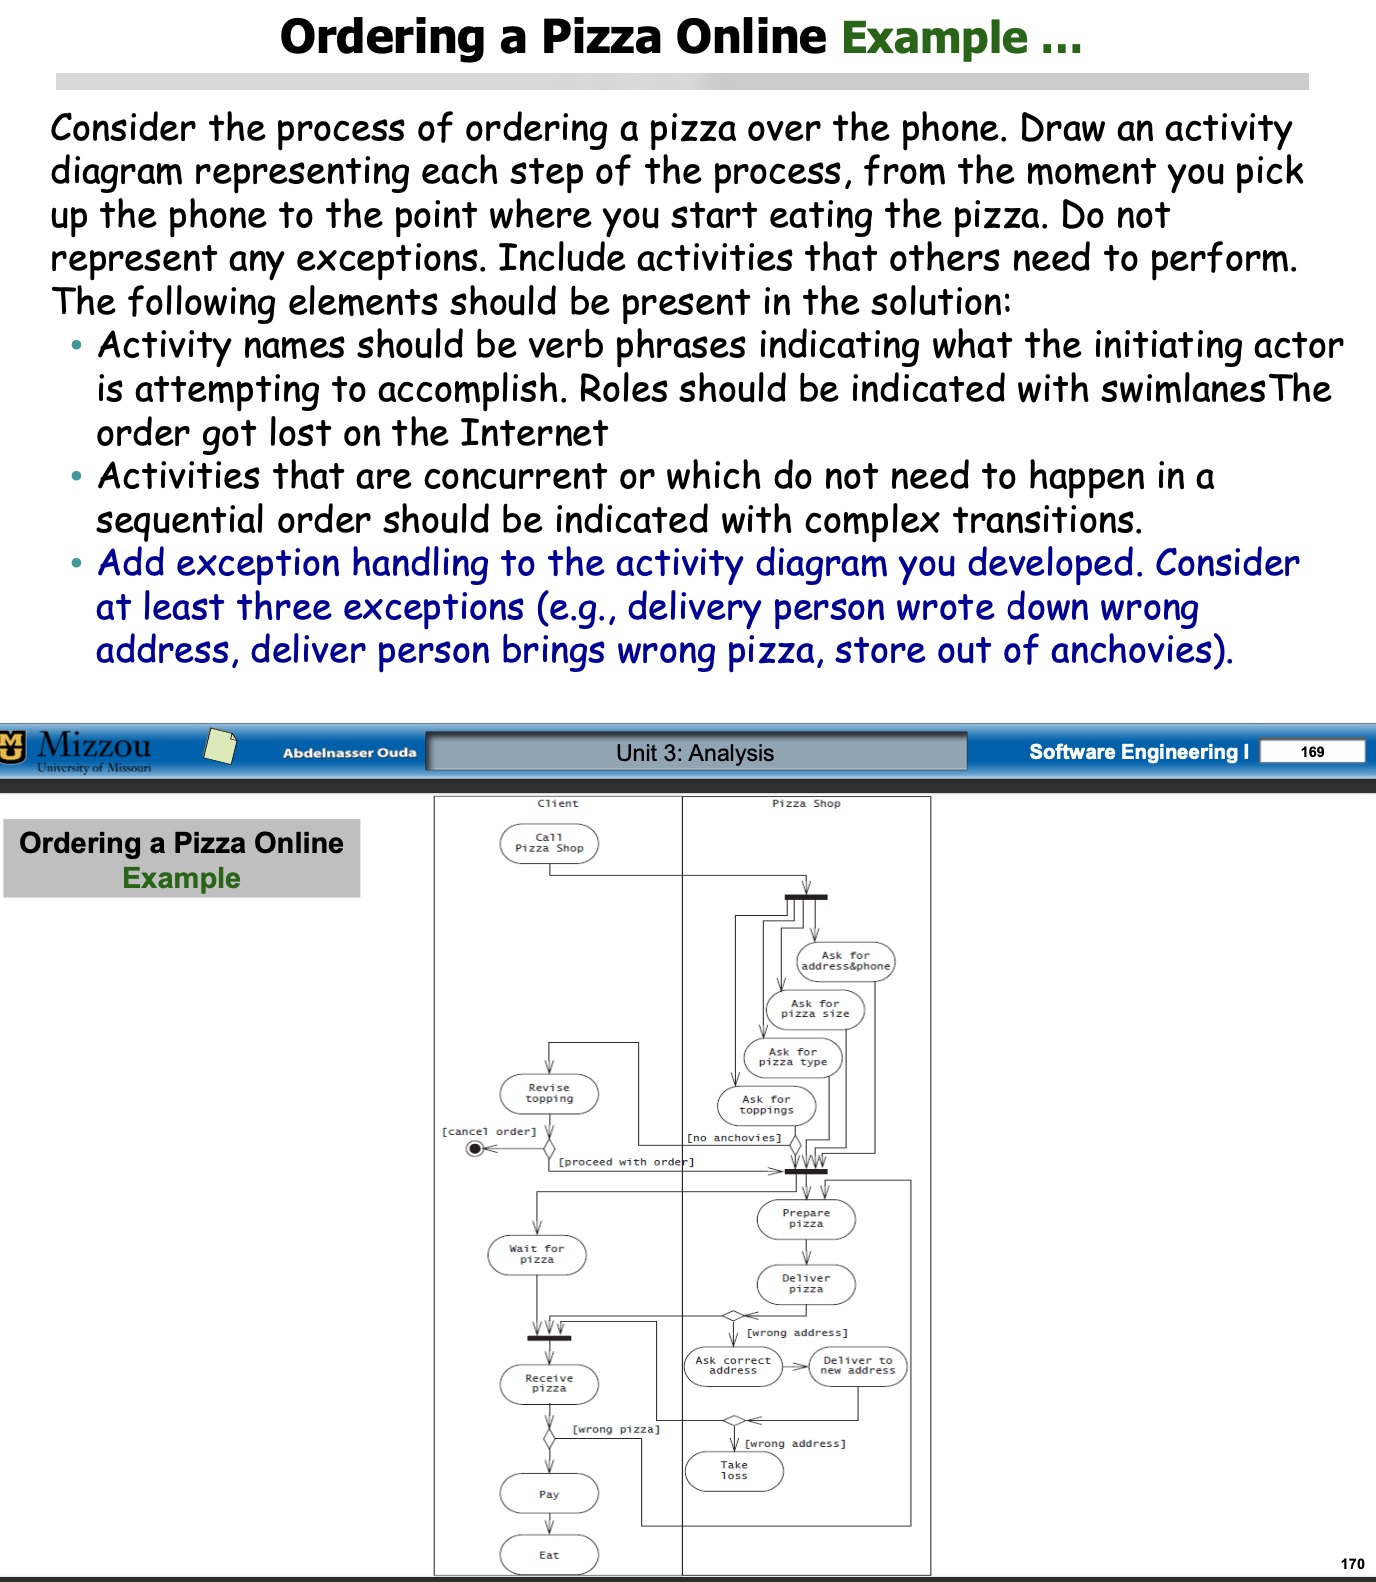 Ordering a Pizza Online Example ...
Consider the process of ordering a pizza over the phone. Draw an activity
diagram representing each step of the process, from the moment you pick
up the phone to the point where you start eating the pizza. Do not
represent any exceptions. Include activities that others need to perform.
The following elements should be present in the solution:
• Activity names should be verb phrases indicating what the initiating actor
is attempting to accomplish. Roles should be indicated with swimlanesThe
order got lost on the Internet
• Activities that are concurrent or which do not need to happen in a
sequential order should be indicated with complex transitions.
• Add exception handling to the activity diagram you developed. Consider
at least three exceptions (e.g., delivery person wrote down wrong
address, deliver person brings wrong pizza, store out of anchovies).
Mizzou
University of Missouri
Abdelnasser Ouda
Unit 3: Analysis
Software Engineering I
169
Ordering a Pizza Online
Example
Client
Pizza Shop
Call
Pizza Shop
Ask for
address&phone
Ask for
pizza size
Ask for
pizza type
Ask for
toppings
Revise
topping
[cancel order]
[no anchovies]
[proceed with order]
Prepare
pizza
Wait for
pizza
Deliver
pizza
[wrong address]
Ask correct
address
Deliver to
new address
Receive
pizza
[wrong pizza]
[wrong address]
Take
loss
Pay
Eat
170